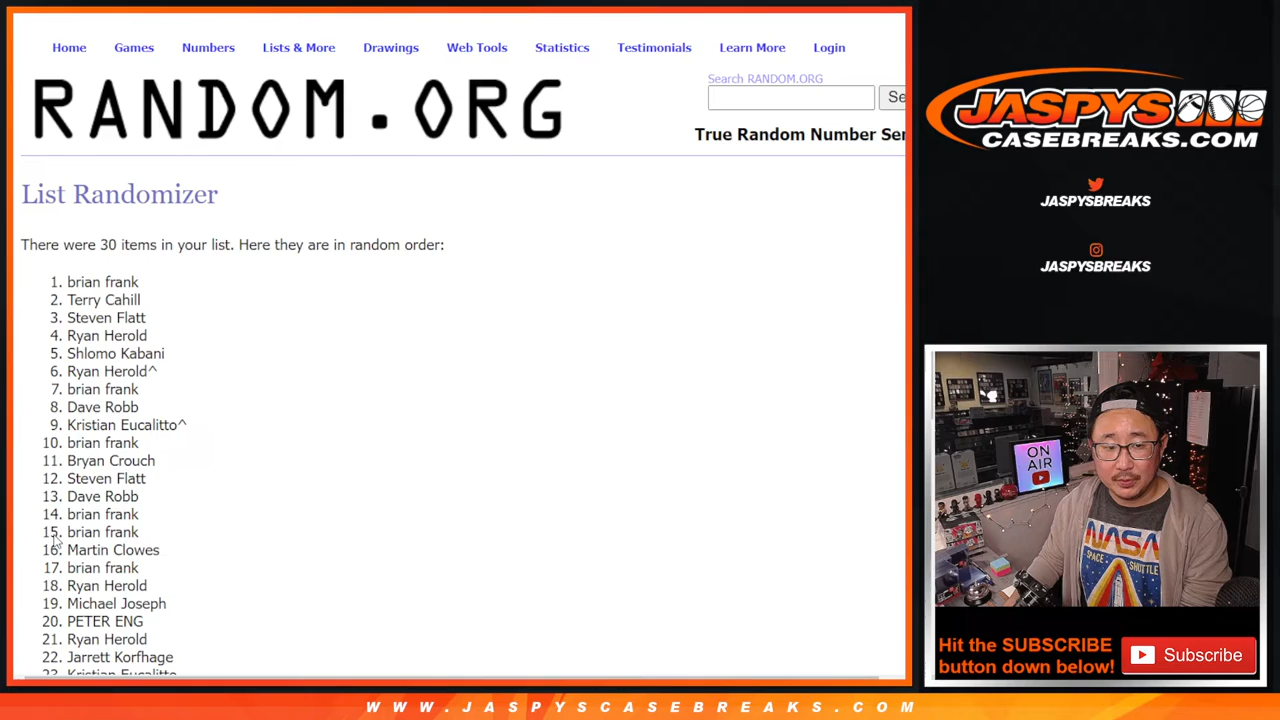 Home Games Numbers Lists & More Drawings Web Tools Statistics Testimonials Learn More Login
RANDOM.ORG
Search RANDOM.ORG
Se
True Random Number Ser
List Randomizer
There were 30 items in your list. Here they are in random order:
1. brian frank
2. Terry Cahill
3. Steven Flatt
4. Ryan Herold
5. Shlomo Kabani
6. Ryan Herold^
7. brian frank
8. Dave Robb
9. Kristian Eucalitto^
10. brian frank
11. Bryan Crouch
12. Steven Flatt
13. Dave Robb
14. brian frank
15. brian frank
16. Martin Clowes
17. brian frank
18. Ryan Herold
19. Michael Joseph
20. PETER ENG
21. Ryan Herold
22. Jarrett Korfhage
23. Kristian Eucalitto
JASPYS
CASEBREAKS.COM
JASPYSBREAKS
JASPYSBREAKS
ON
AIR
NASA
SPACE SHUTTLE
Hit the SUBSCRIBE
button down below!
Subscribe
WWW.JASPYSCASEBREAKS.COM